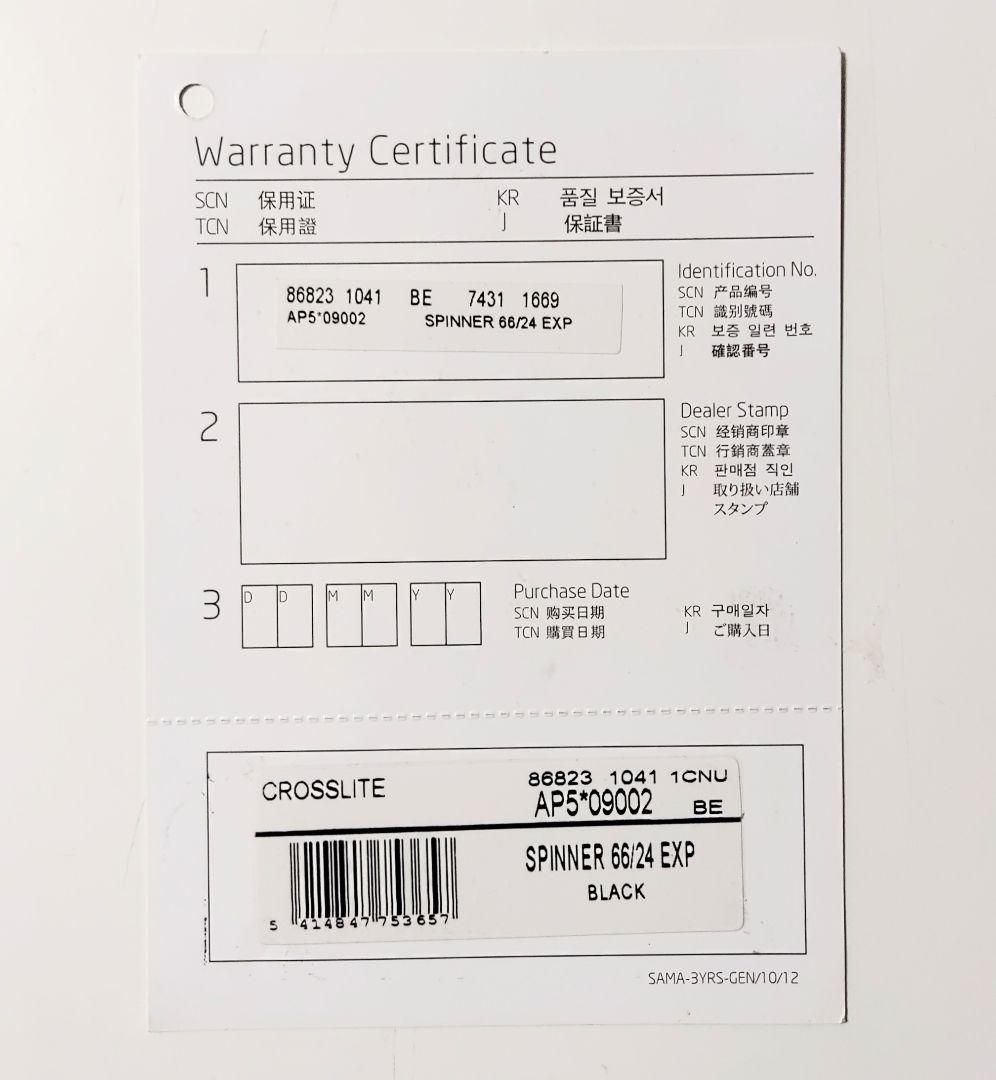 Warranty Certificate
SCN 保用证 KR 품질 보증서
TCN 保用證 J 保証書
1
86823 1041 BE 7431 1669
AP5*09002 SPINNER 66/24 EXP
Identification No.
SCN 产品编号
TCN 識別號碼
KR 보증 일련 번호
J 確認番号
2
Dealer Stamp
SCN 经销商印章
TCN 行銷商蓋章
KR 판매점 직인
J 取り扱い店舗
スタンプ
3
D D M M Y Y
Purchase Date
SCN 购买日期 KR 구매일자
TCN 購買日期 J ご購入日
CROSSLITE
86823 1041 1CNU
AP5*09002 BE
SPINNER 66/24 EXP
BLACK
5 414847 753657
SAMA-3YRS-GEN/10/12